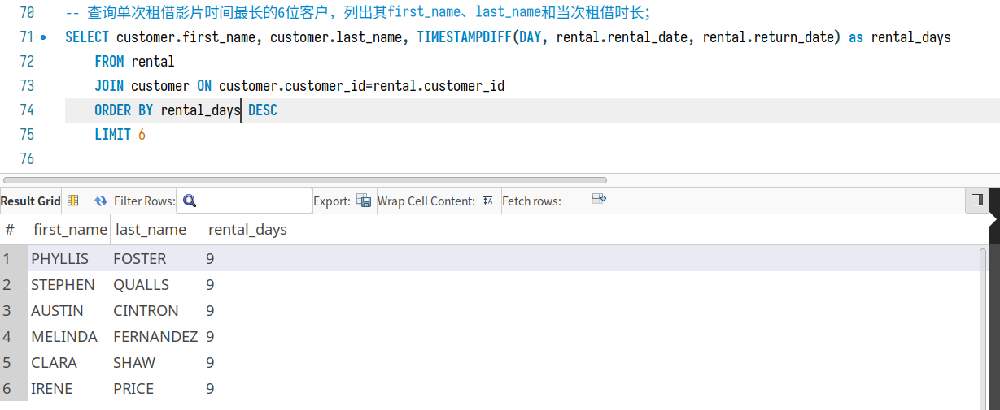 70 -- 查询单次租借影片时间最长的6位客户，列出其first_name、last_name和当次租借时长；
71 SELECT customer.first_name, customer.last_name, TIMESTAMPDIFF(DAY, rental.rental_date, rental.return_date) as rental_days
72 FROM rental
73 JOIN customer ON customer.customer_id=rental.customer_id
74 ORDER BY rental_days DESC
75 LIMIT 6
76
Result Grid Filter Rows: Export: Wrap Cell Content: Fetch rows:
# first_name last_name rental_days
1 PHYLLIS FOSTER 9
2 STEPHEN QUALLS 9
3 AUSTIN CINTRON 9
4 MELINDA FERNANDEZ 9
5 CLARA SHAW 9
6 IRENE PRICE 9